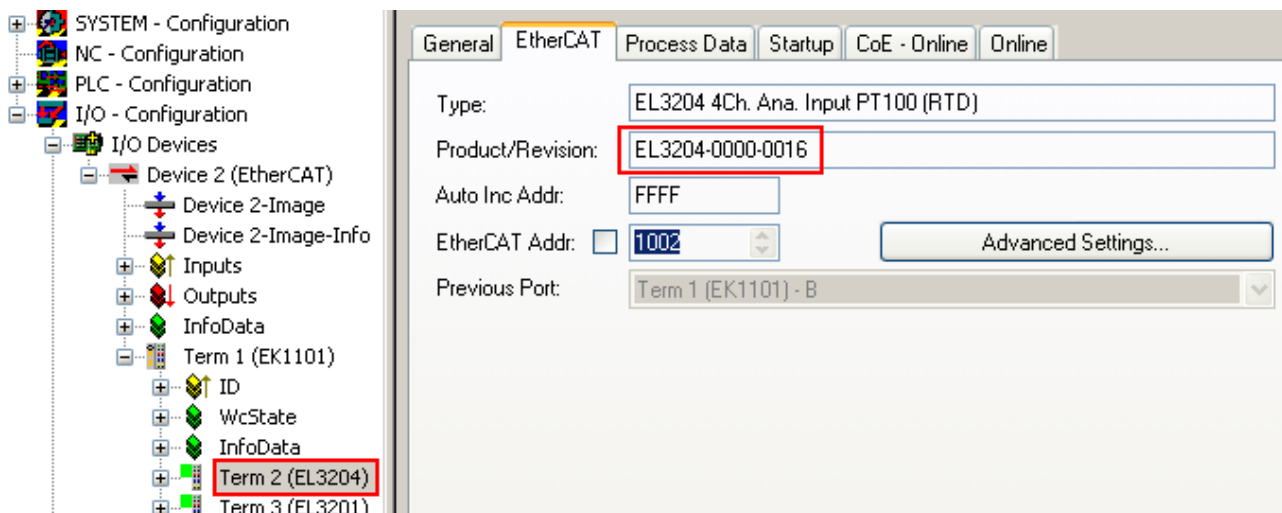 SYSTEM - Configuration
NC - Configuration
PLC - Configuration
I/O - Configuration
I/O Devices
Device 2 (EtherCAT)
Device 2-Image
Device 2-Image-Info
Inputs
Outputs
InfoData
Term 1 (EK1101)
ID
WcState
InfoData
Term 2 (EL3204)
Term 3 (EL3201)
General EtherCAT Process Data Startup CoE - Online Online
Type: EL3204 4Ch. Ana. Input PT100 (RTD)
Product/Revision: EL3204-0000-0016
Auto Inc Addr: FFFF
EtherCAT Addr: 1002 Advanced Settings...
Previous Port: Term 1 (EK1101) - B